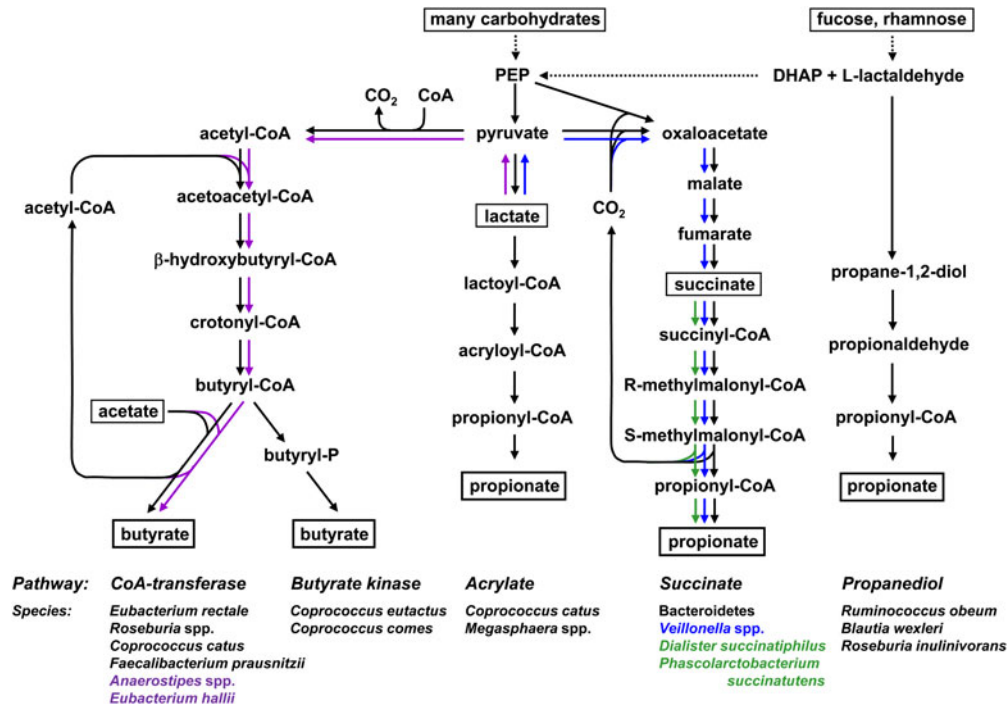 many carbohydrates
fucose, rhamnose
PEP
DHAP + L-lactaldehyde
CO2
CoA
acetyl-CoA
pyruvate
oxaloacetate
malate
acetyl-CoA
acetoacetyl-CoA
lactate
CO2
fumarate
β-hydroxybutyryl-CoA
lactoyl-CoA
succinate
propane-1,2-diol
crotonyl-CoA
succinyl-CoA
acryloyl-CoA
propionaldehyde
butyryl-CoA
R-methylmalonyl-CoA
acetate
propionyl-CoA
propionyl-CoA
S-methylmalonyl-CoA
butyryl-P
propionate
propionyl-CoA
propionate
butyrate
butyrate
propionate
Pathway: CoA-transferase Butyrate kinase Acrylate Succinate Propanediol
Species: Eubacterium rectale Coprococcus eutactus Coprococcus catus Bacteroidetes Ruminococcus obeum
Roseburia spp. Coprococcus comes Megasphaera spp. Veillonella spp. Blautia wexleri
Coprococcus catus Dialister succinatiphilus Roseburia inulinivorans
Faecalibacterium prausnitzii Phascolarctobacterium
Anaerostipes spp. succinatutens
Eubacterium hallii